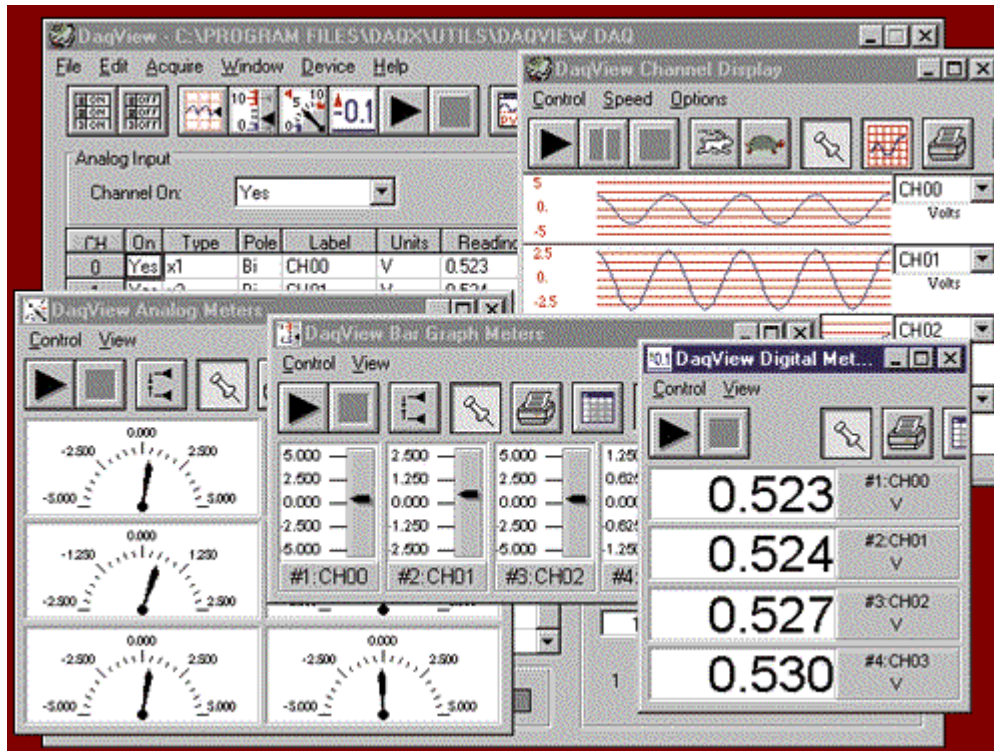 DaqView - C:\PROGRAM FILES\DAQX\UTILS\DAQVIEW.DAQ
File Edit Acquire Window Device Help
Analog Input
Channel On: Yes
CH On Type Pole Label Units Reading
0 Yes x1 Bi CH00 V 0.523
DaqView Channel Display
Control Speed Options
5
0.
-5
CH00
Volts
2.5
0.
-2.5
CH01
Volts
CH02
DaqView Analog Meters
Control View
-5.000 -2.500 0.000 2.500 5.000
-2.500 -1.250 0.000 1.250 2.500
-5.000 -2.500 0.000 2.500 5.000
-5.000 -2.500 0.000 2.500 5.000
DaqView Bar Graph Meters
Control View
5.000 2.500 5.000
2.500 1.250 2.500
0.000 0.000 0.000 0.000
-2.500 -1.250 -2.500
-5.000 -2.500 -5.000
#1:CH00 #2:CH01 #3:CH02 #4:
DaqView Digital Met...
Control View
0.523 #1:CH00 V
0.524 #2:CH01 V
0.527 #3:CH02 V
0.530 #4:CH03 V
1